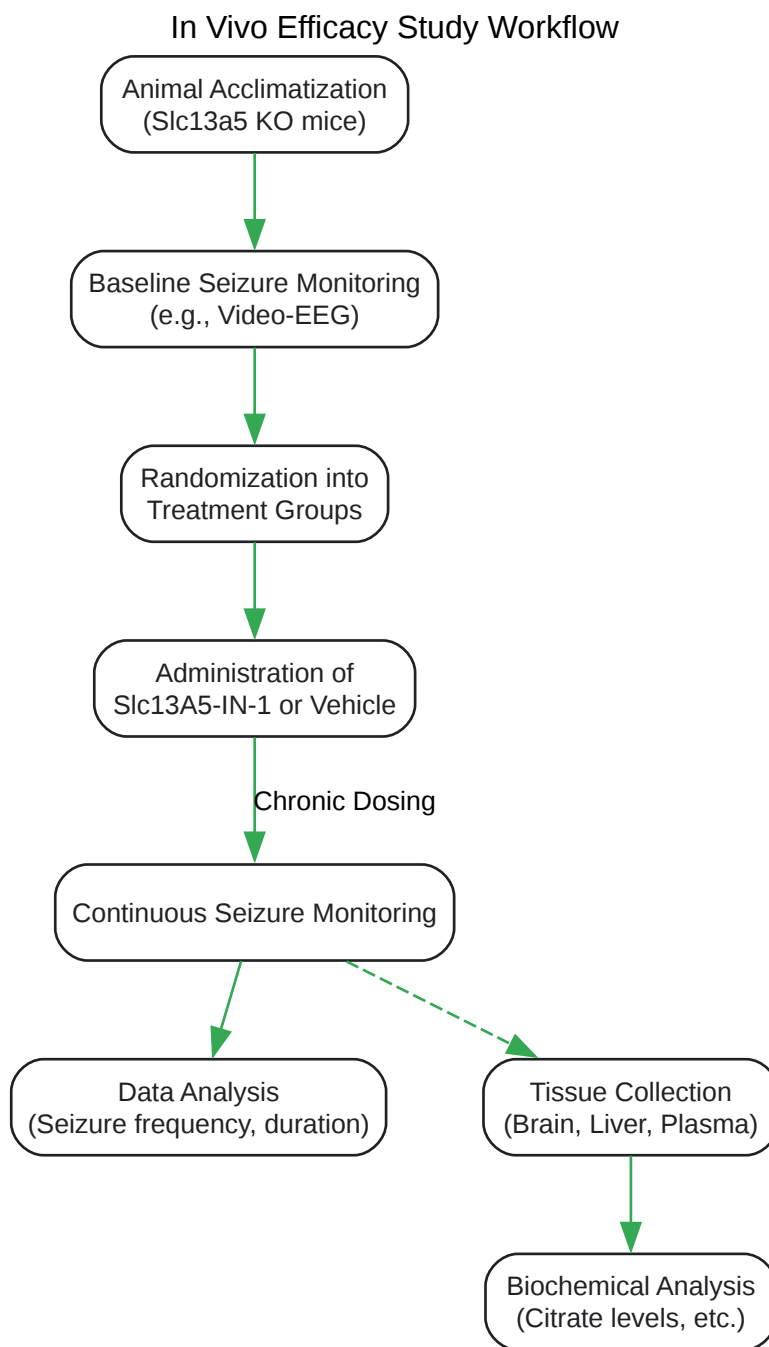 In Vivo Efficacy Study Workflow
Animal Acclimatization
(Slc13a5 KO mice)
Baseline Seizure Monitoring
(e.g., Video-EEG)
Randomization into
Treatment Groups
Administration of
Slc13A5-IN-1 or Vehicle
Chronic Dosing
Continuous Seizure Monitoring
Data Analysis
(Seizure frequency, duration)
Tissue Collection
(Brain, Liver, Plasma)
Biochemical Analysis
(Citrate levels, etc.)